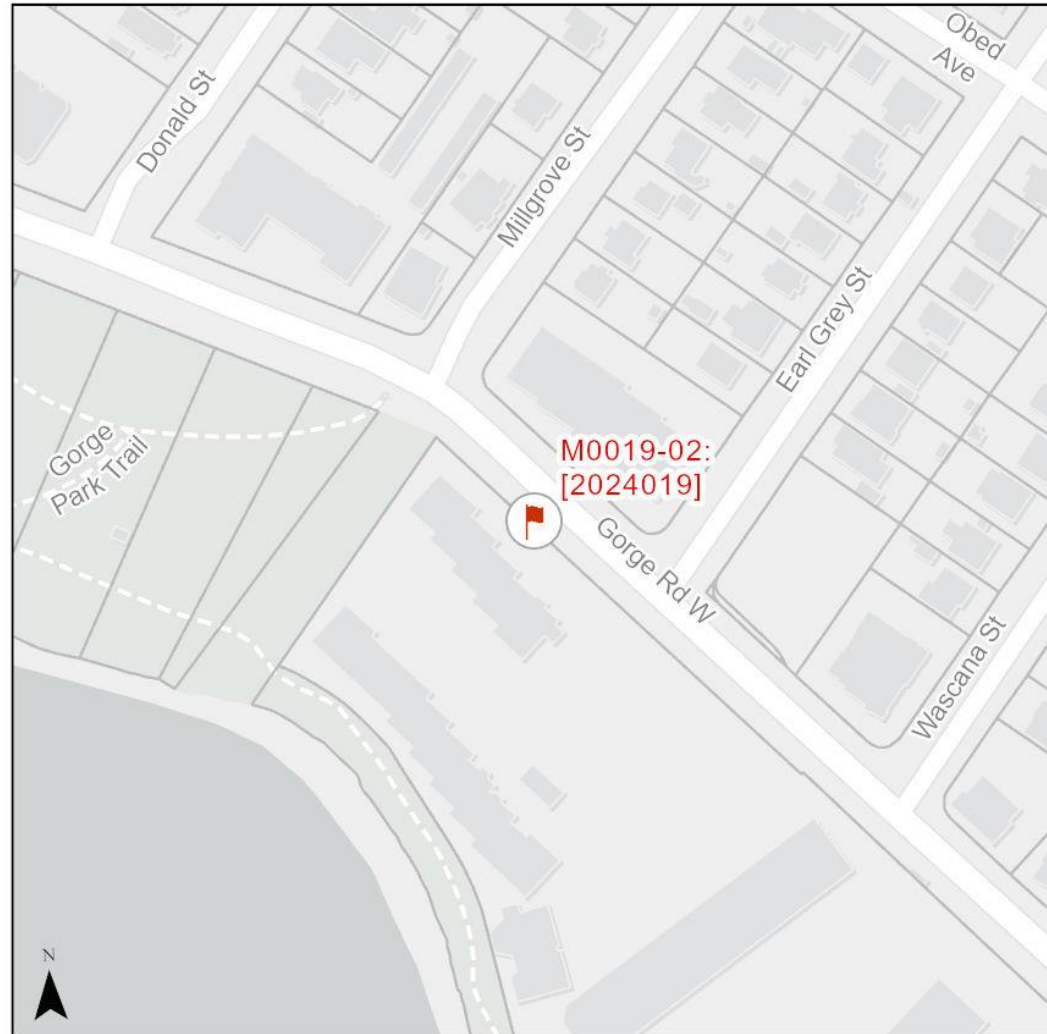 Obed
Ave
Donald St
Millgrove St
Earl Grey St
Gorge
Park Trail
M0019-02:
[2024019]
Gorge Rd W
Wascana St
N